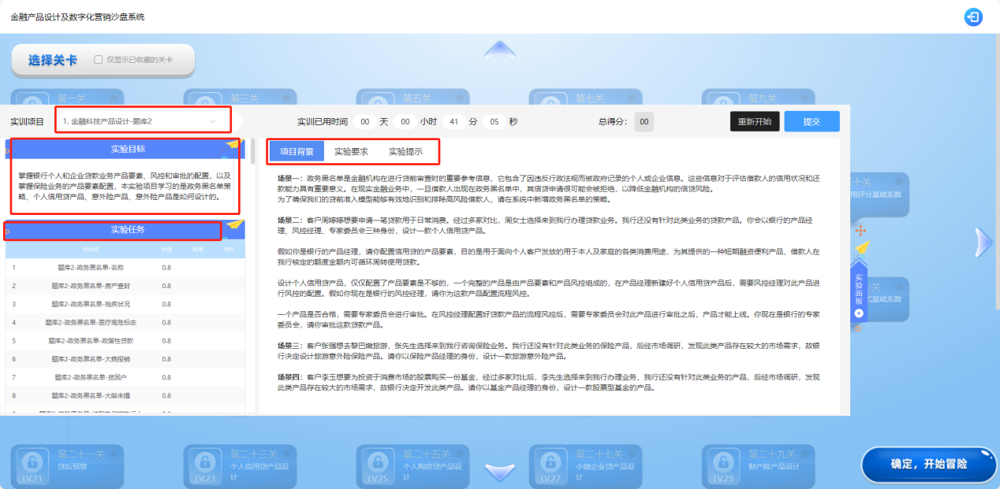 金融产品设计及数字化营销沙盘系统
选择关卡 仅显示已收藏的关卡
第一关 第三关 第五关 第七关 第九关
实训项目 1. 金融科技产品设计-题库2 实训已用时间 00 天 00 小时 41 分 05 秒 总得分: 00 重新开始 提交
实验目标
掌握银行个人和企业贷款业务产品要素、风控和审批的配置，以及
掌握保险业务的产品要素配置，本实验项目学习的是政务黑名单策
略、个人信用贷产品、意外险产品、意外险产品是如何设计的。
实验任务
判分点 分值 结果 得分
1 题库2-政务黑名单-名称 0.8
2 题库2-政务黑名单-房产查封 0.8
3 题库2-政务黑名单-残疾状况 0.8
4 题库2-政务黑名单-医疗高危标志 0.8
5 题库2-政务黑名单-政策性贷款 0.8
6 题库2-政务黑名单-大病报销 0.8
7 题库2-政务黑名单-贫困户 0.8
8 题库2-政务黑名单-大龄未婚 0.8
项目背景 实验要求 实验提示
场景一：政务黑名单是金融机构在进行贷前审查时的重要参考信息，它包含了因违反行政法规而被政府记录的个人或企业信息。这些信息对于评估借款人的信用状况和还
款能力具有重要意义。在现实金融业务中，一旦借款人出现在政务黑名单中，其信贷申请很可能会被拒绝，以降低金融机构的信贷风险。
为了确保我们的贷前准入模型能够有效地识别和排除高风险借款人，请在系统中新增政务黑名单的策略。
场景二：客户周婷婷想要申请一笔贷款用于日常消费。经过多家对比，周女士选择来到我行办理贷款业务。我行还没有针对此类业务的贷款产品。你会以银行的产品经
理、风控经理、专家委员会三种身份，设计一款个人信用贷产品。
假如你是银行的产品经理，请你配置信用贷的产品要素，目的是用于面向个人客户发放的用于本人及家庭的各类消费用途，为其提供的一种短期融资便利产品，借款人在
我行核定的额度金额内可循环周转使用贷款。
设计个人信用贷产品，仅仅配置了产品要素是不够的，一个完整的产品是由产品要素和产品风控组成的，在产品经理新建好个人信用贷产品后，需要风控经理对此产品进
行风控的配置。假如你现在是银行的风控经理，请你为这款产品配置流程风控。
一个产品是否合格，需要专家委员会进行审批。在风控经理配置好贷款产品的流程风控后，需要专家委员会对此产品进行审批之后，产品才能上线。你现在是银行的专家
委员会，请你审批这款贷款产品。
场景三：客户张强想去黎巴嫩旅游，张先生选择来到我行咨询保险业务。我行还没有针对此类业务的保险产品，后经市场调研，发现此类产品存在较大的市场需求，故银
行决定设计旅游意外险保险产品。请你以保险产品经理的身份，设计一款旅游意外险产品。
场景四：客户李玉想要为投资于消费市场的股票购买一份基金，经过多家对比后，李先生选择来到我行办理业务，我行还没有针对此类业务的产品，后经市场调研，发现
此类产品存在较大的市场需求，故银行决定开发此类产品。请你以基金产品经理的身份，设计一款股票型基金的产品。
十关
用评分基础系数
实验面板
关
式基础系数
第二十一关 第二十三关 第二十五关 第二十七关 第二十九关
贷后预警 个人信用贷产品设计 个人购房贷产品设计 小微企业贷产品设计 财产险产品设计
LV.21 LV.23 LV.25 LV.27 LV.29
确定，开始冒险